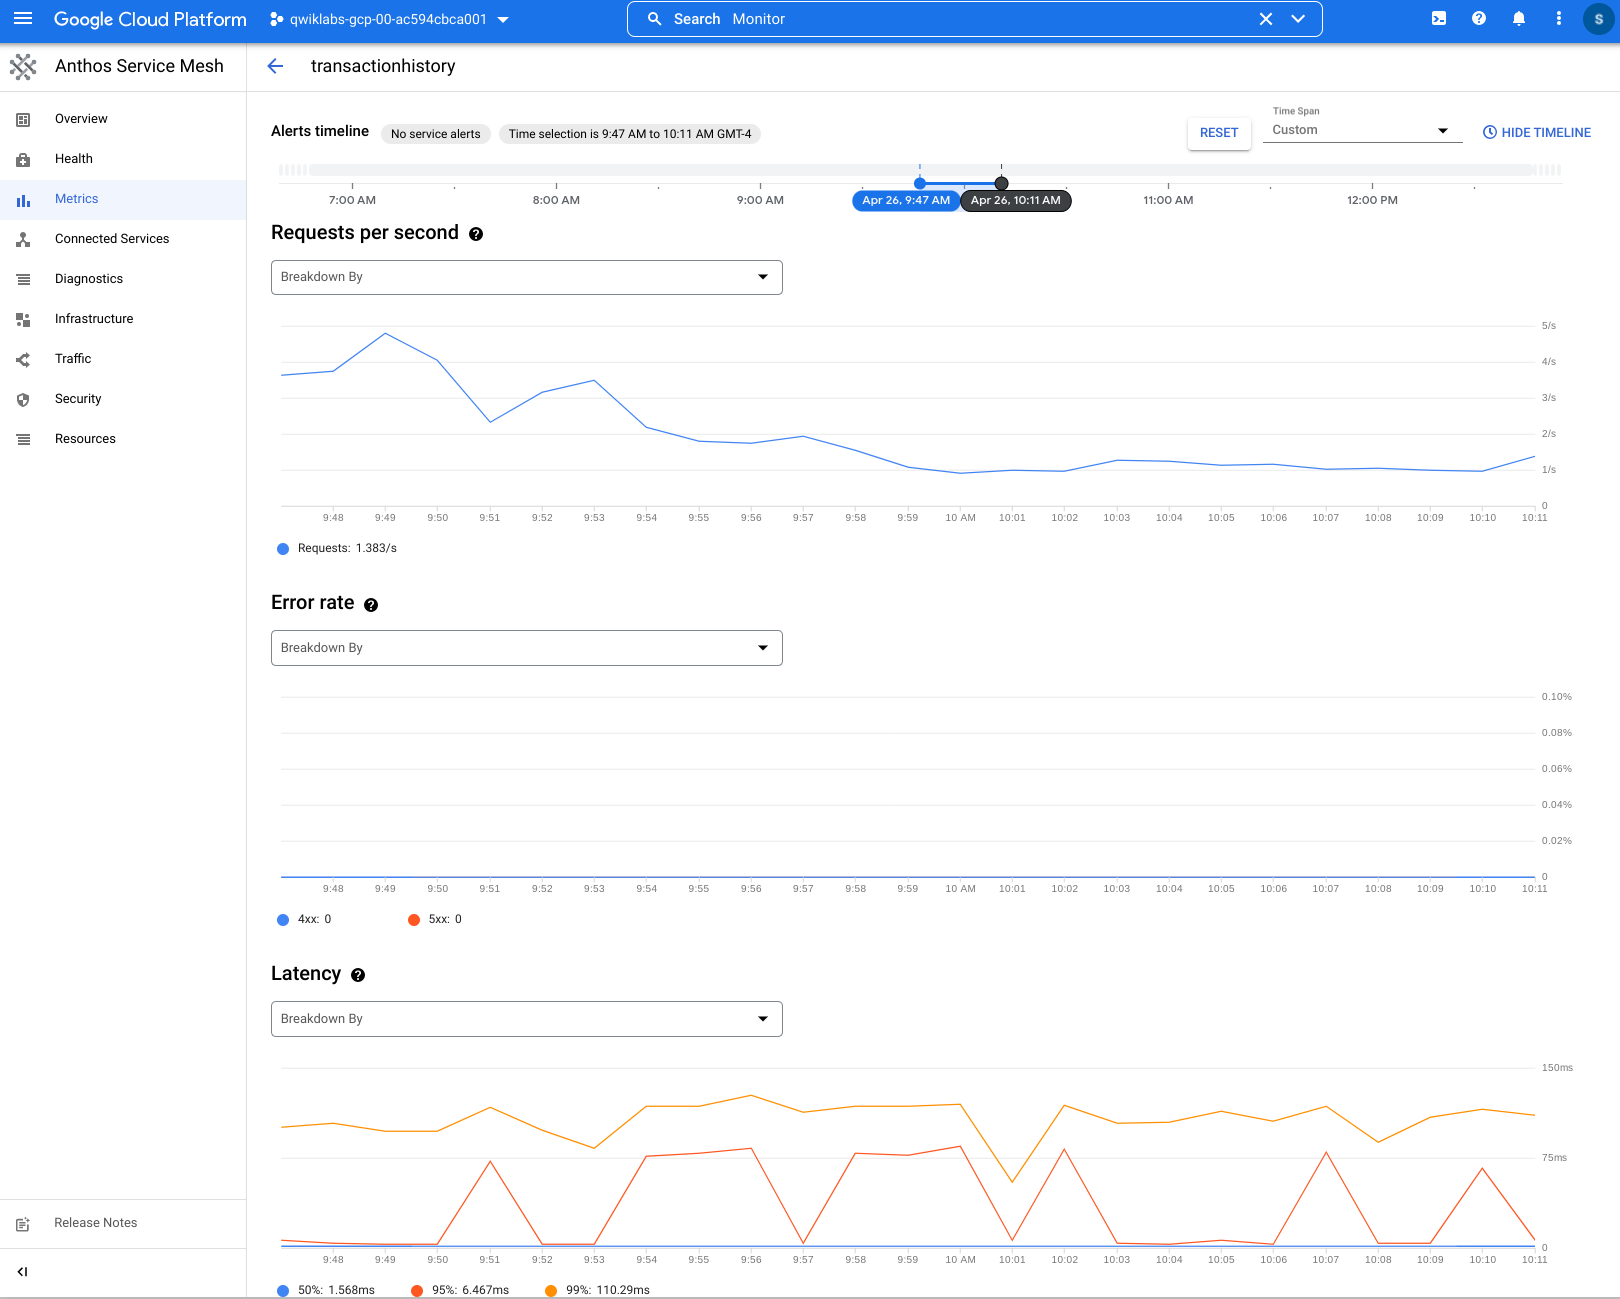 Google Cloud Platform
qwiklabs-gcp-00-ac594cbca001
Search Monitor
S
Anthos Service Mesh
transactionhistory
Overview
Health
Metrics
Connected Services
Diagnostics
Infrastructure
Traffic
Security
Resources
Release Notes
Alerts timeline No service alerts Time selection is 9:47 AM to 10:11 AM GMT-4
RESET
Time Span
Custom
HIDE TIMELINE
7:00 AM 8:00 AM 9:00 AM Apr 26, 9:47 AM Apr 26, 10:11 AM 11:00 AM 12:00 PM
Requests per second ?
Breakdown By
5/s
4/s
3/s
2/s
1/s
0
9:48 9:49 9:50 9:51 9:52 9:53 9:54 9:55 9:56 9:57 9:58 9:59 10 AM 10:01 10:02 10:03 10:04 10:05 10:06 10:07 10:08 10:09 10:10 10:11
Requests: 1.383/s
Error rate ?
Breakdown By
0.10%
0.08%
0.06%
0.04%
0.02%
0
9:48 9:49 9:50 9:51 9:52 9:53 9:54 9:55 9:56 9:57 9:58 9:59 10 AM 10:01 10:02 10:03 10:04 10:05 10:06 10:07 10:08 10:09 10:10 10:11
4xx: 0 5xx: 0
Latency ?
Breakdown By
150ms
75ms
0
9:48 9:49 9:50 9:51 9:52 9:53 9:54 9:55 9:56 9:57 9:58 9:59 10 AM 10:01 10:02 10:03 10:04 10:05 10:06 10:07 10:08 10:09 10:10 10:11
50%: 1.568ms 95%: 6.467ms 99%: 110.29ms